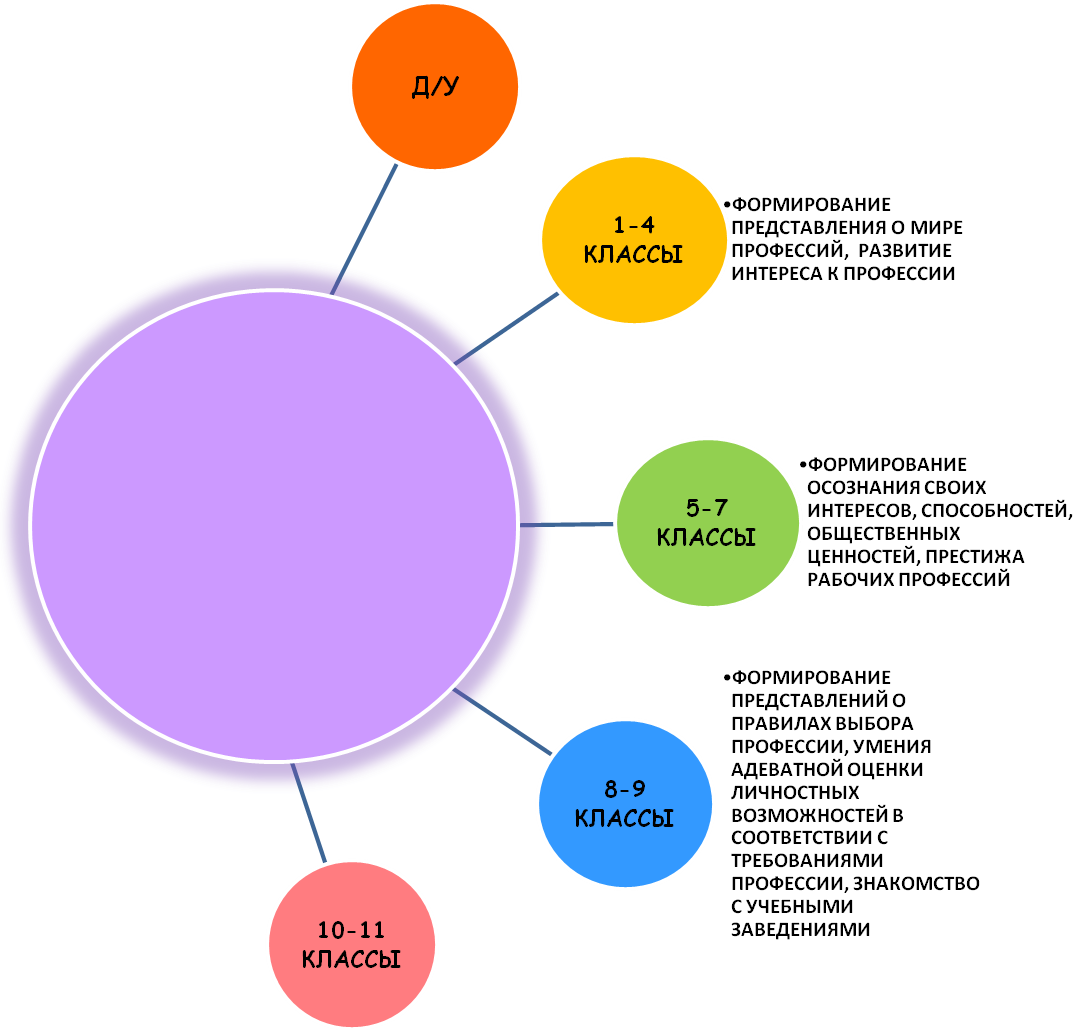 Д/У
1-4
КЛАССЫ
•ФОРМИРОВАНИЕ
ПРЕДСТАВЛЕНИЯ О МИРЕ
ПРОФЕССИЙ, РАЗВИТИЕ
ИНТЕРЕСА К ПРОФЕССИИ
5-7
КЛАССЫ
•ФОРМИРОВАНИЕ
ОСОЗНАНИЯ СВОИХ
ИНТЕРЕСОВ, СПОСОБНОСТЕЙ,
ОБЩЕСТВЕННЫХ
ЦЕННОСТЕЙ, ПРЕСТИЖА
РАБОЧИХ ПРОФЕССИЙ
8-9
КЛАССЫ
•ФОРМИРОВАНИЕ
ПРЕДСТАВЛЕНИЙ О
ПРАВИЛАХ ВЫБОРА
ПРОФЕССИИ, УМЕНИЯ
АДЕВАТНОЙ ОЦЕНКИ
ЛИЧНОСТНЫХ
ВОЗМОЖНОСТЕЙ В
СООТВЕТСТВИИ С
ТРЕБОВАНИЯМИ
ПРОФЕССИИ, ЗНАКОМСТВО
С УЧЕБНЫМИ
ЗАВЕДЕНИЯМИ
10-11
КЛАССЫ